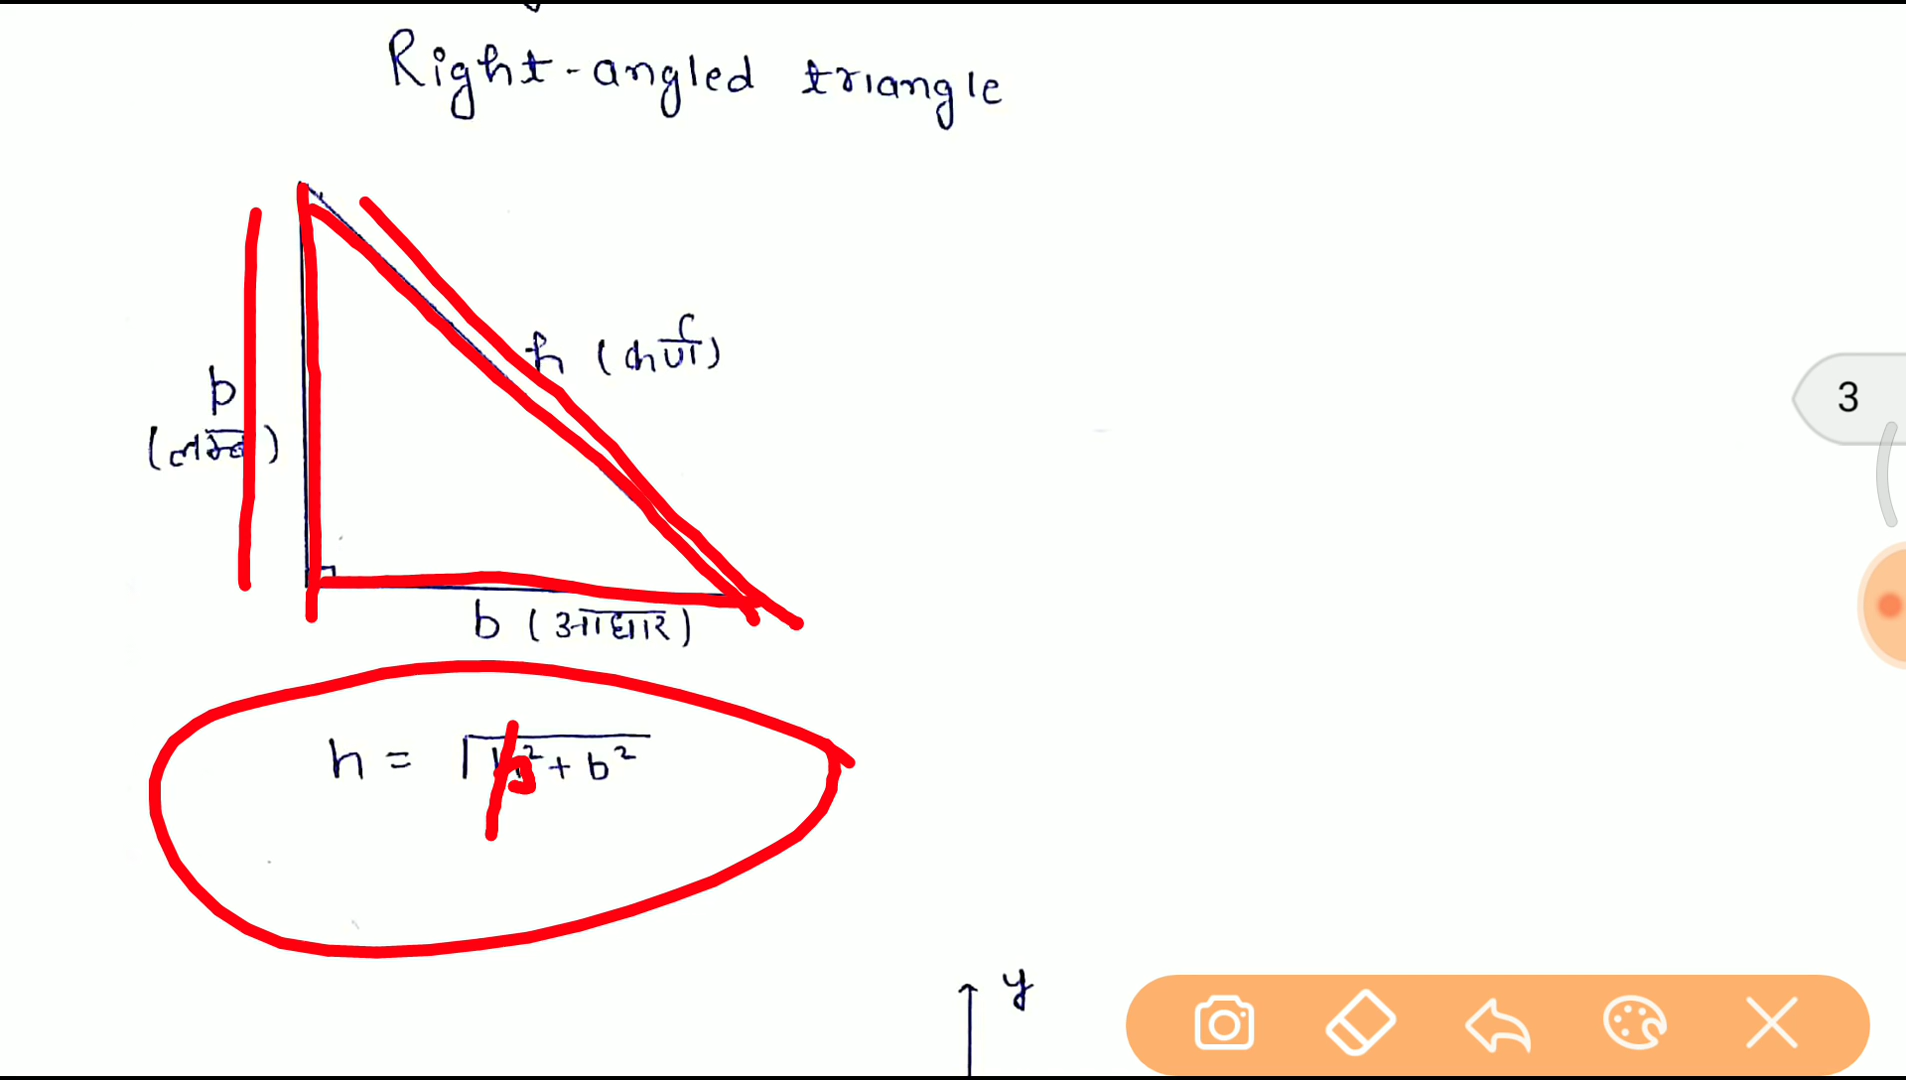 Right-angled triangle
h (कर्ण)
p
(लम्ब)
b (आधार)
h = √p²+b²
y
3